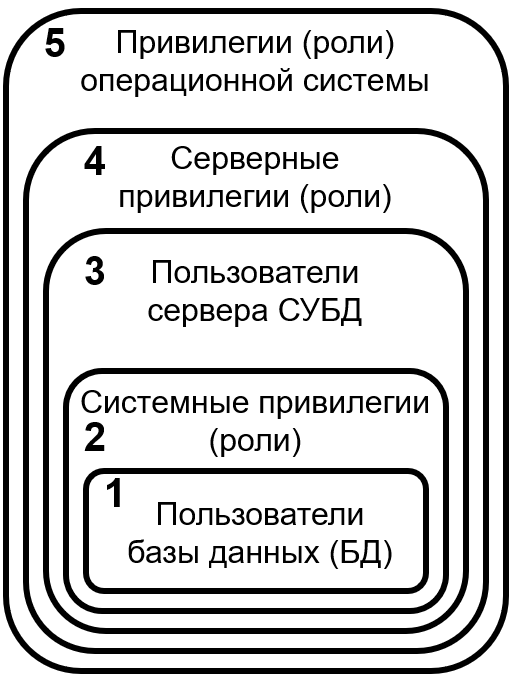 5 Привилегии (роли)
операционной системы
4 Серверные
привилегии (роли)
3 Пользователи
сервера СУБД
Системные привилегии
2 (роли)
1 Пользователи
базы данных (БД)